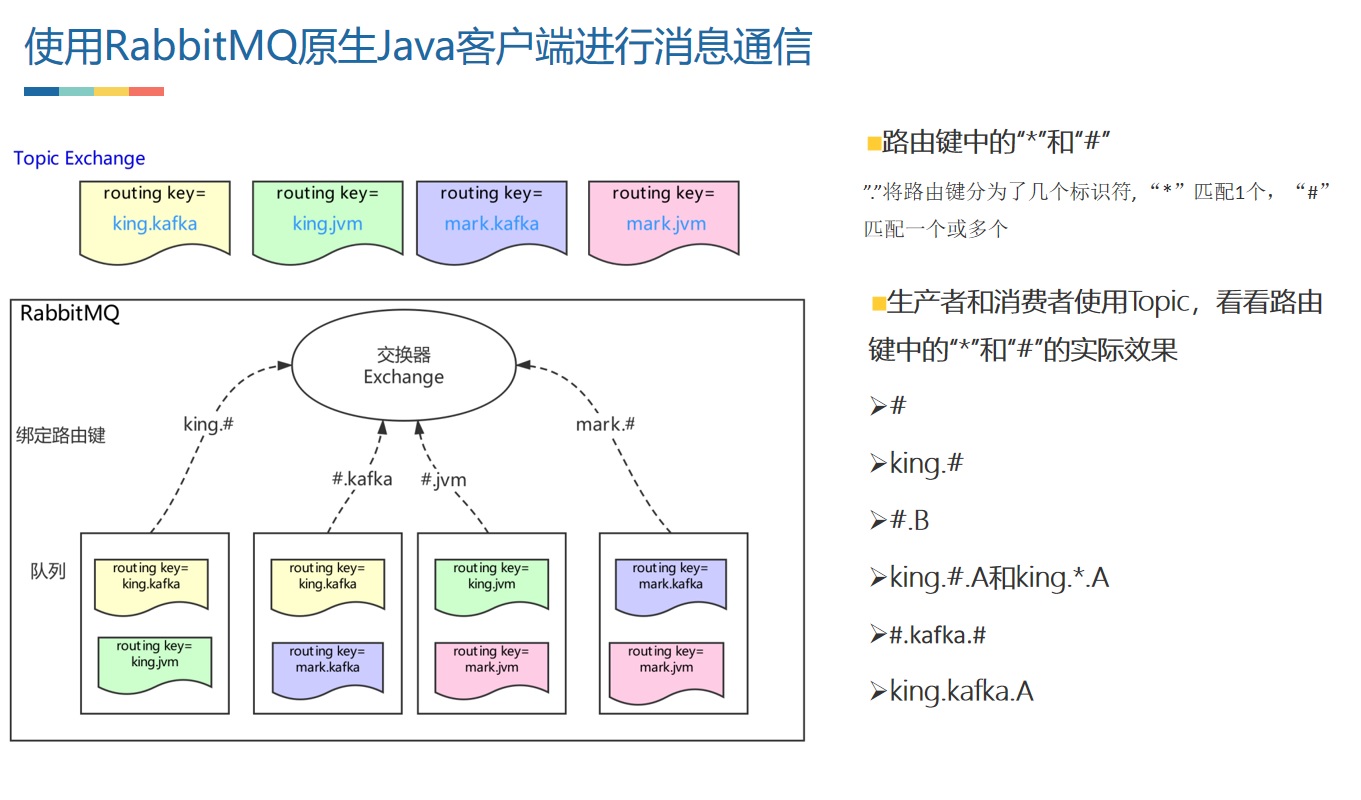 使用RabbitMQ原生Java客户端进行消息通信
Topic Exchange
routing key=
king.kafka
routing key=
king.jvm
routing key=
mark.kafka
routing key=
mark.jvm
RabbitMQ
交换器
Exchange
绑定路由键
king.#
#.kafka
#.jvm
mark.#
队列
routing key=
king.kafka
routing key=
king.jvm
routing key=
king.kafka
routing key=
mark.kafka
routing key=
king.jvm
routing key=
mark.jvm
routing key=
mark.kafka
routing key=
mark.jvm
路由键中的“*”和“#”
”.”将路由键分为了几个标识符, “*” 匹配1个， “#”
匹配一个或多个
生产者和消费者使用Topic，看看路由
键中的“*”和“#”的实际效果
➢#
➢king.#
➢#.B
➢king.#.A和king.*.A
➢#.kafka.#
➢king.kafka.A